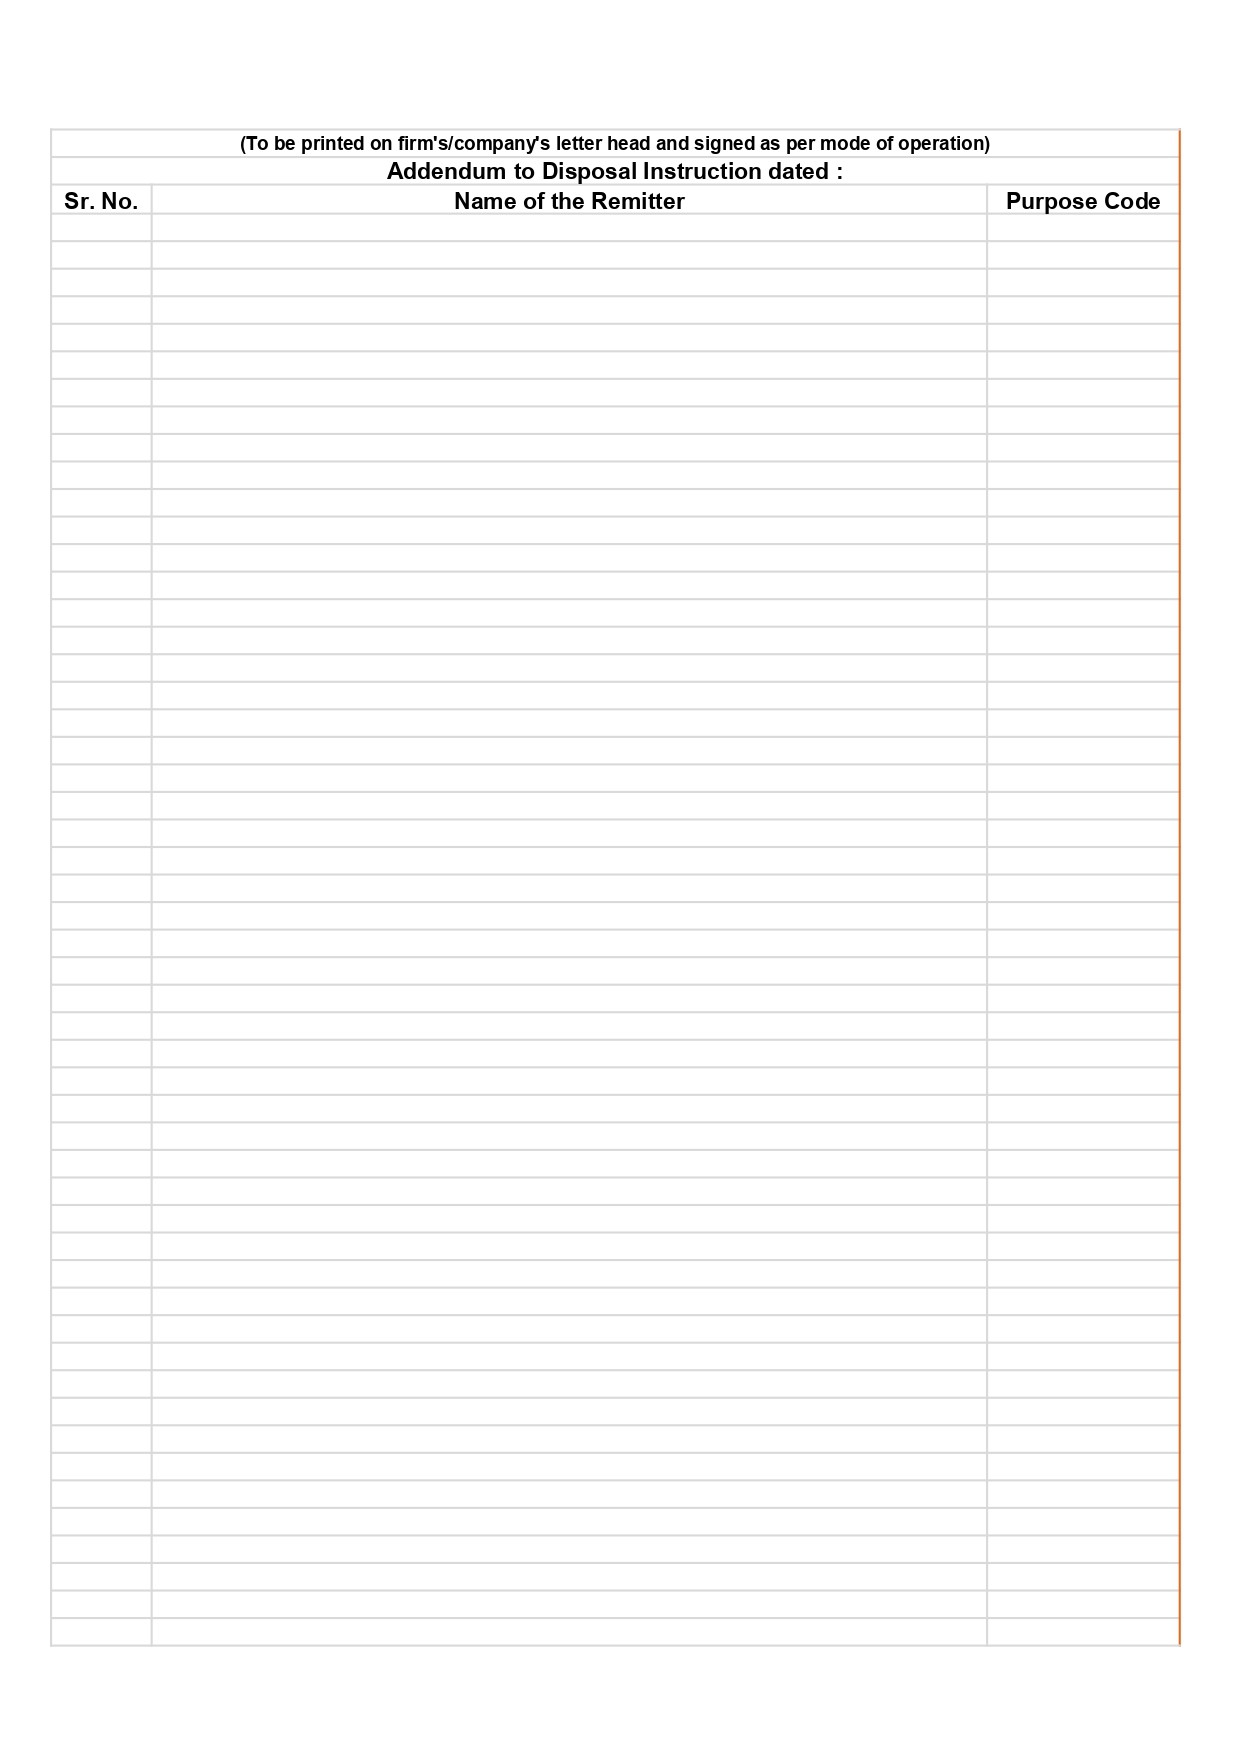 (To be printed on firm's/company's letter head and signed as per mode of operation)
Addendum to Disposal Instruction dated :
Sr. No. Name of the Remitter Purpose Code